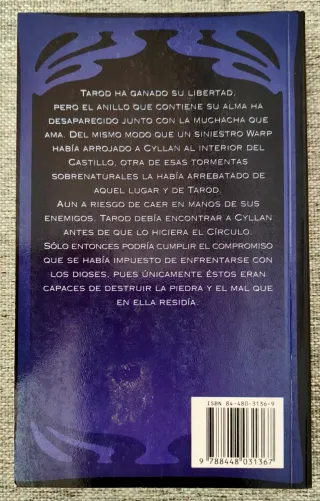 TAROD HA GANADO SU LIBERTAD,
PERO EL ANILLO QUE CONTIENE SU ALMA HA
DESAPARECIDO JUNTO CON LA MUCHACHA QUE
AMA. DEL MISMO MODO QUE UN SINIESTRO WARP
HABÍA ARROJADO A CYLLAN AL INTERIOR DEL
CASTILLO, OTRA DE ESAS TORMENTAS
SOBRENATURALES LA HABÍA ARREBATADO DE
AQUEL LUGAR Y DE TAROD.
AUN A RIESGO DE CAER EN MANOS DE SUS
ENEMIGOS, TAROD DEBÍA ENCONTRAR A CYLLAN
ANTES DE QUE LO HICIERA EL CÍRCULO.
SÓLO ENTONCES PODRÍA CUMPLIR EL COMPROMISO
QUE SE HABÍA IMPUESTO DE ENFRENTARSE CON
LOS DIOSES, PUES ÚNICAMENTE ÉSTOS ERAN
CAPACES DE DESTRUIR LA PIEDRA Y EL MAL QUE
EN ELLA RESIDÍA.
ISBN 84-480-3136-9
9 788448 031367